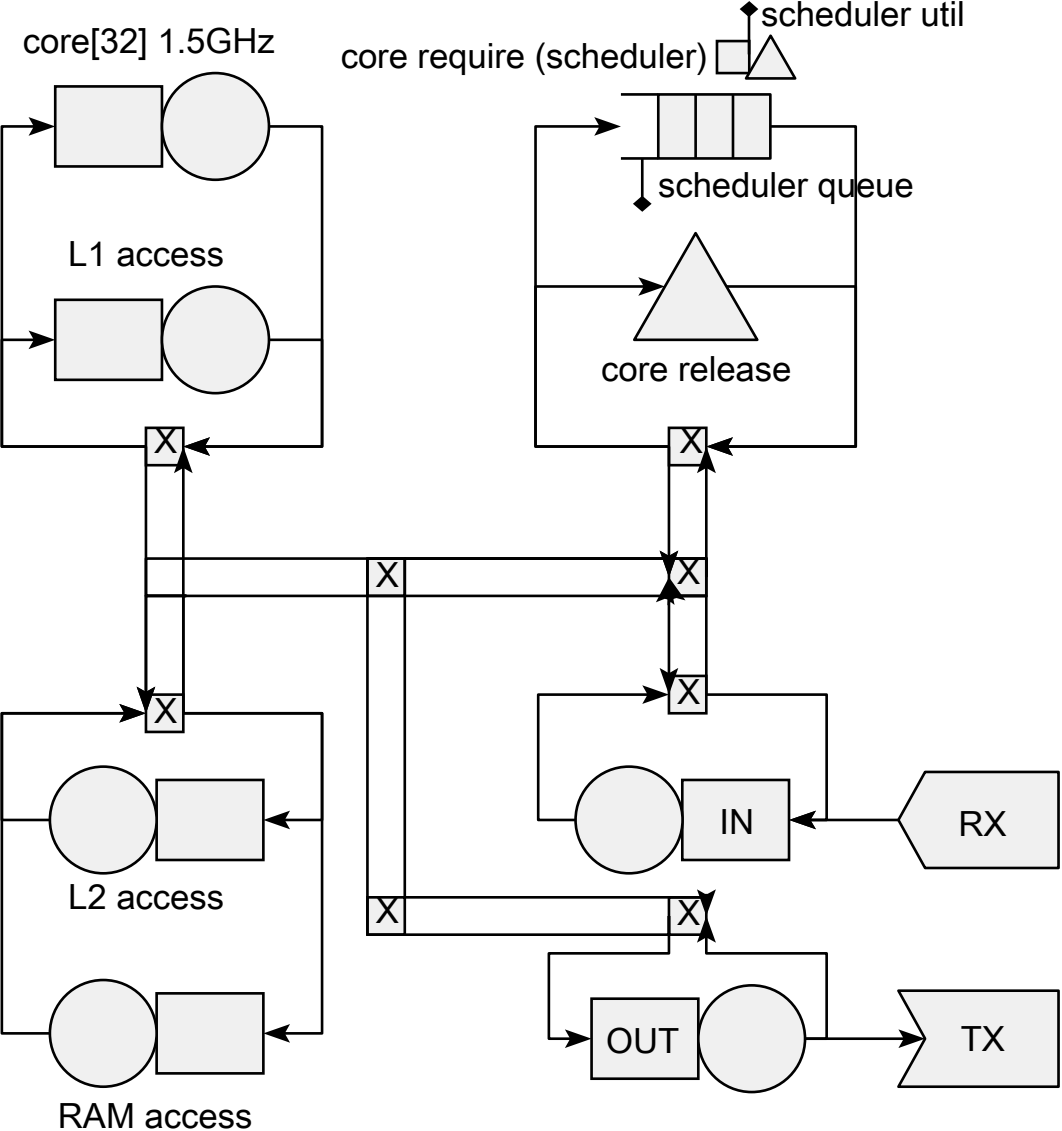 scheduler util
core[32] 1.5GHz
core require (scheduler)
scheduler queue
L1 access
core release
X
X
X
X
X
X
IN
RX
L2 access
X
X
OUT
TX
RAM access